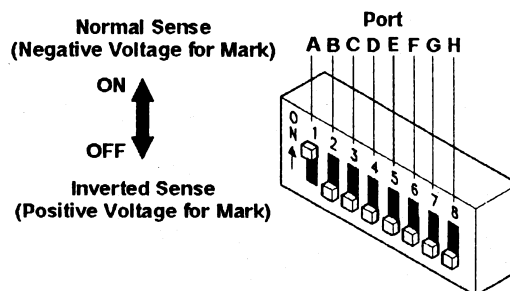 Normal Sense
(Negative Voltage for Mark)
ON
OFF
Inverted Sense
(Positive Voltage for Mark)
Port
A B C D E F G H
ON
1 2 3 4 5 6 7 8